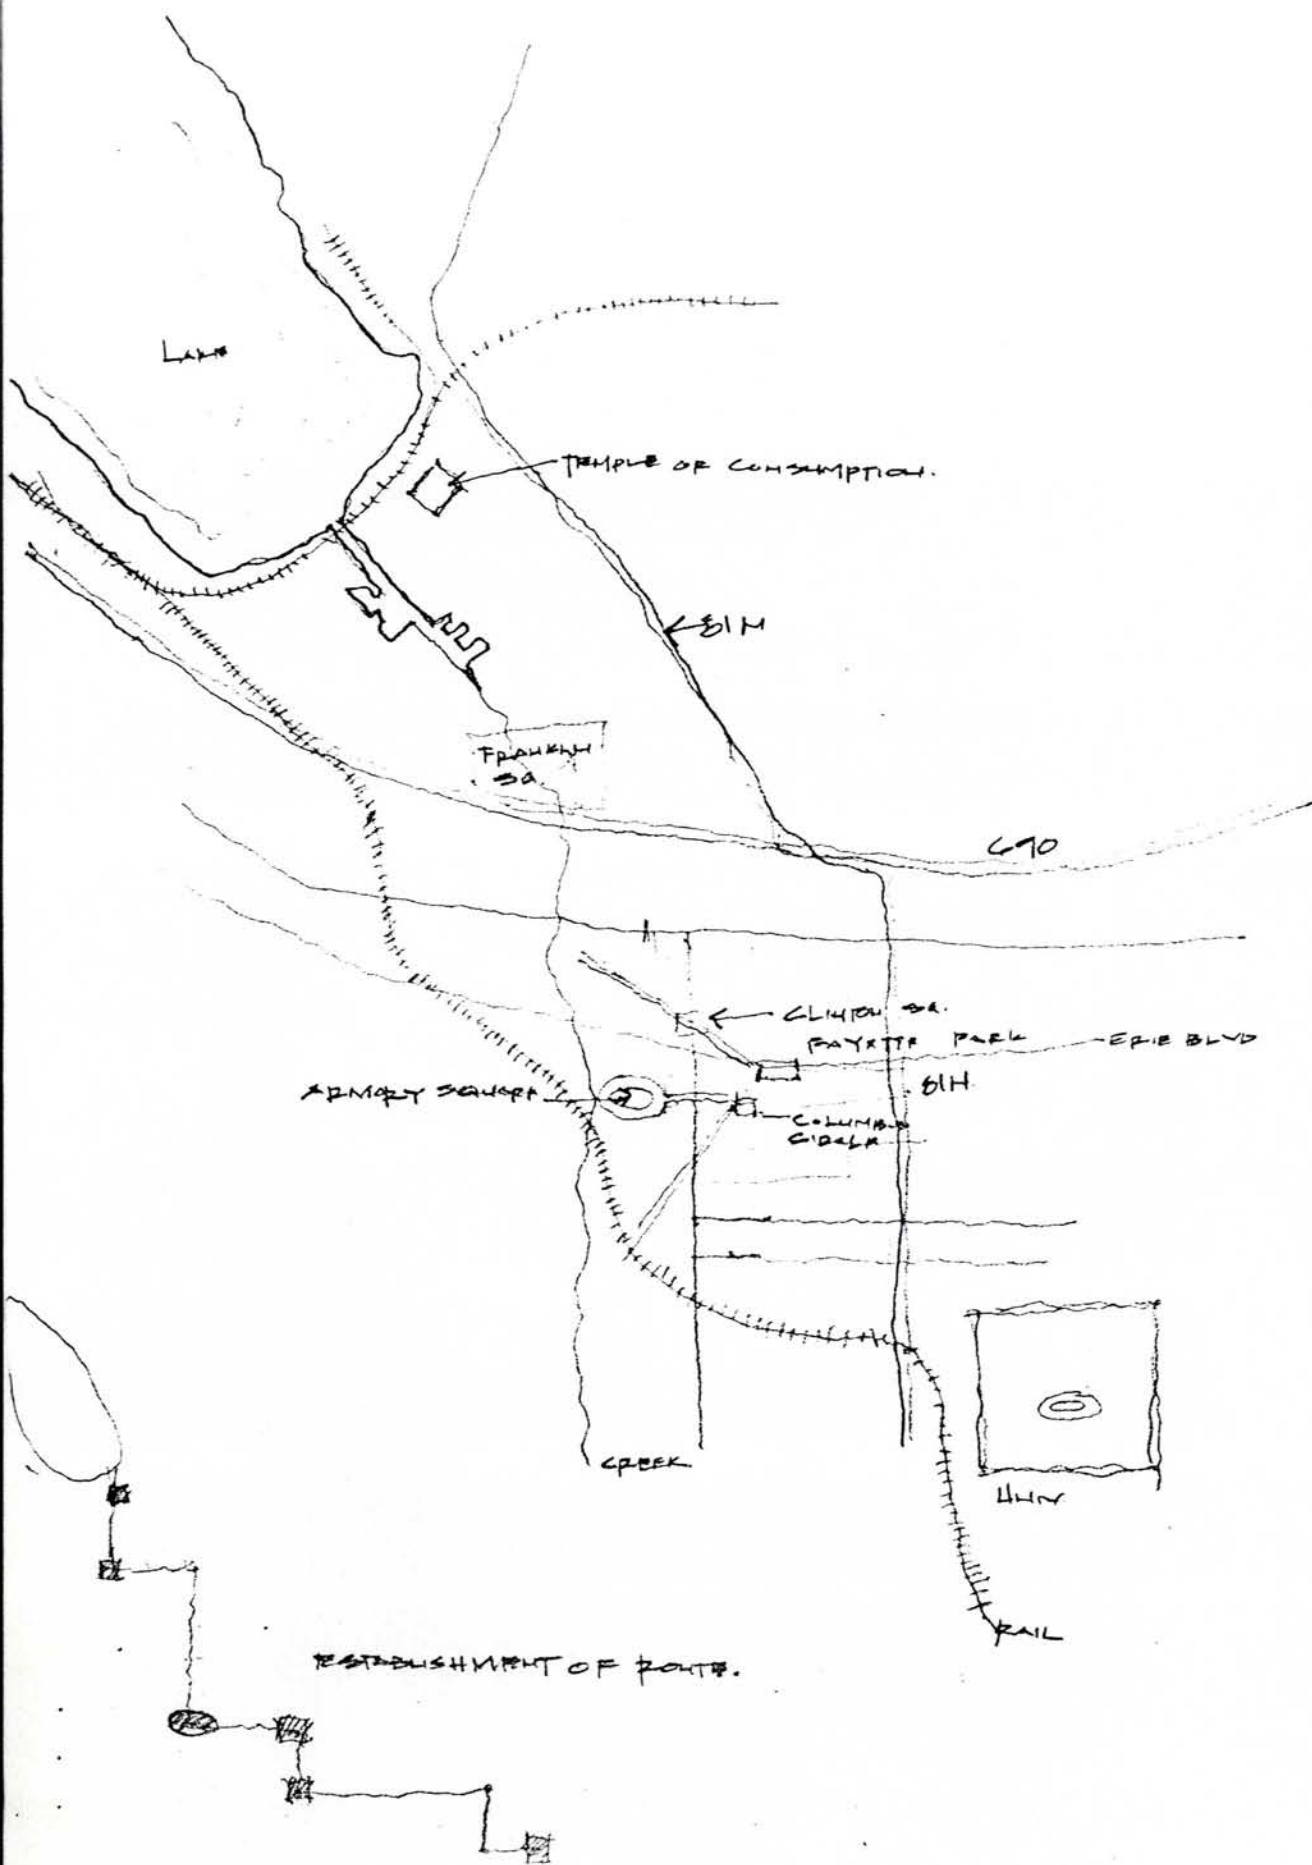 LAKE
TEMPLE OF CONSUMPTION.
81N
FRANKLIN
SQ.
690
CLINTON SQ.
FAYETTE PARK
ERIE BLVD
ARMORY SQUARE
81N
COLUMBUS
CIRCLE
CREEK
UNIV
RAIL
ESTABLISHMENT OF ROUTE.